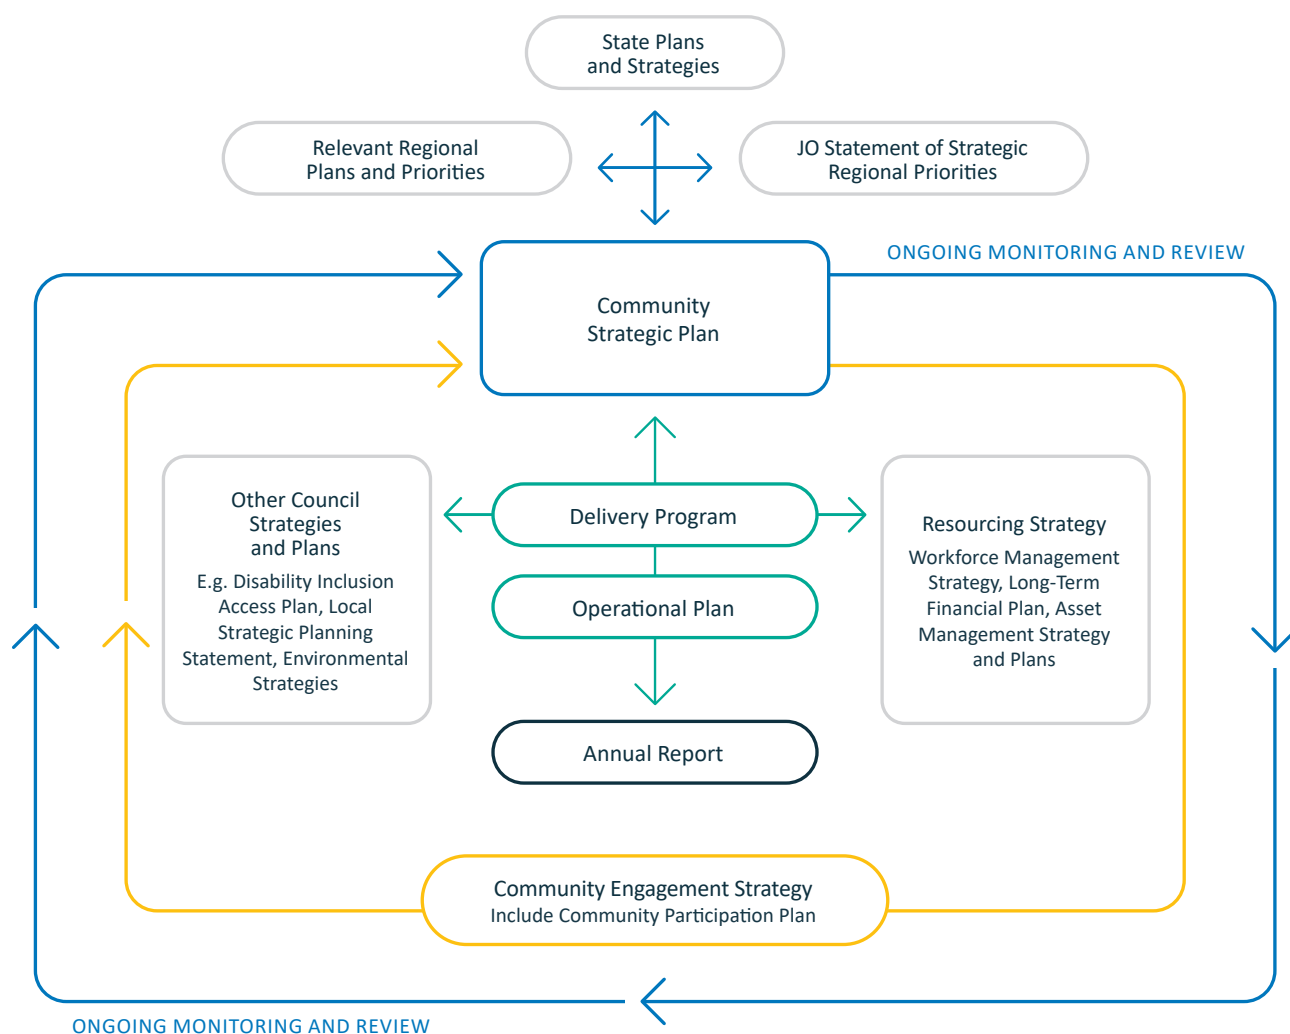 State Plans
and Strategies
Relevant Regional
Plans and Priorities
JO Statement of Strategic
Regional Priorities
ONGOING MONITORING AND REVIEW
Community
Strategic Plan
Other Council
Strategies
and Plans
E.g. Disability Inclusion
Access Plan, Local
Strategic Planning
Statement, Environmental
Strategies
Delivery Program
Operational Plan
Annual Report
Resourcing Strategy
Workforce Management
Strategy, Long-Term
Financial Plan, Asset
Management Strategy
and Plans
Community Engagement Strategy
Include Community Participation Plan
ONGOING MONITORING AND REVIEW